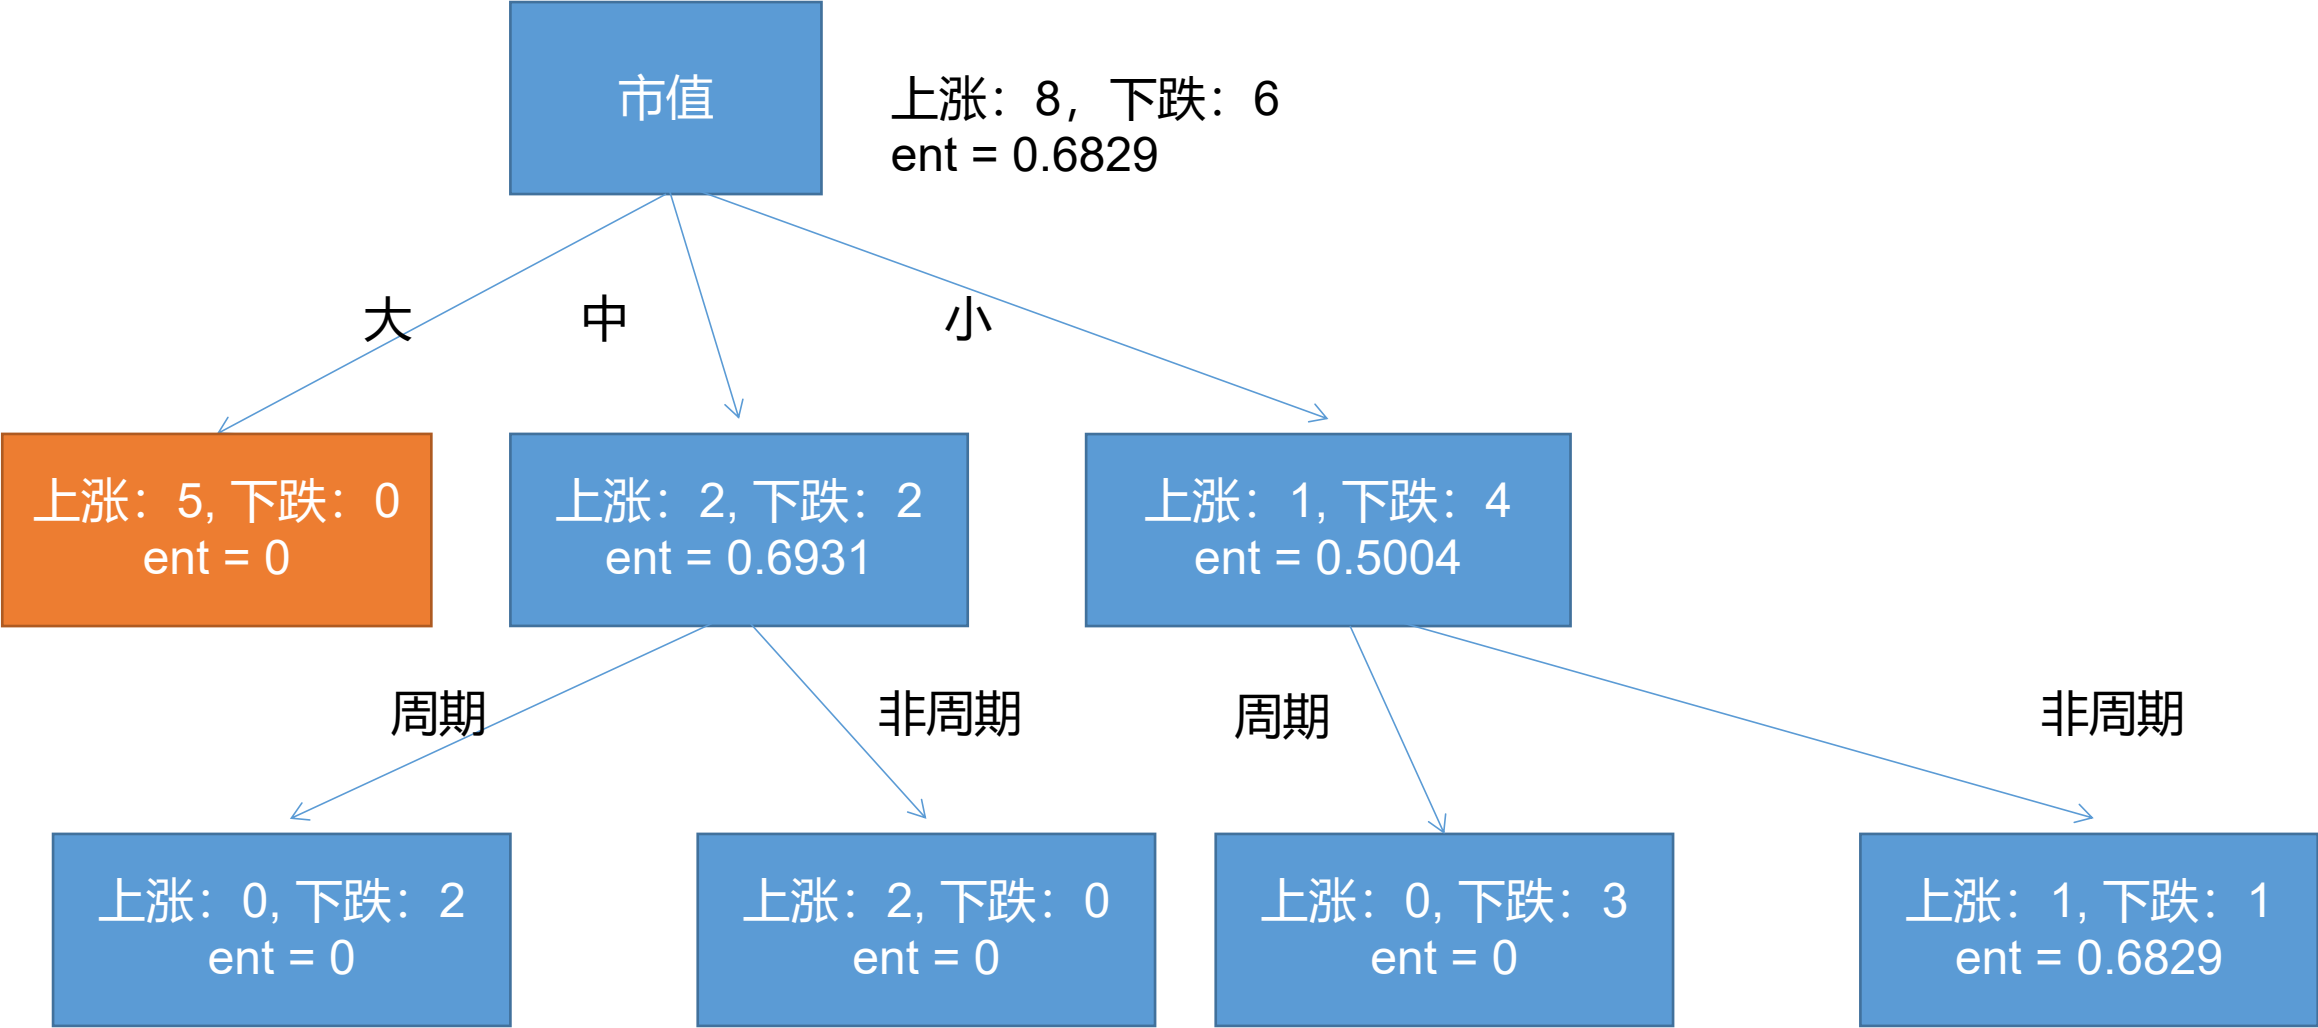 市值
上涨：8，下跌：6
ent = 0.6829
大
中
小
上涨：5, 下跌：0
ent = 0
上涨：2, 下跌：2
ent = 0.6931
上涨：1, 下跌：4
ent = 0.5004
周期
非周期
周期
非周期
上涨：0, 下跌：2
ent = 0
上涨：2, 下跌：0
ent = 0
上涨：0, 下跌：3
ent = 0
上涨：1, 下跌：1
ent = 0.6829